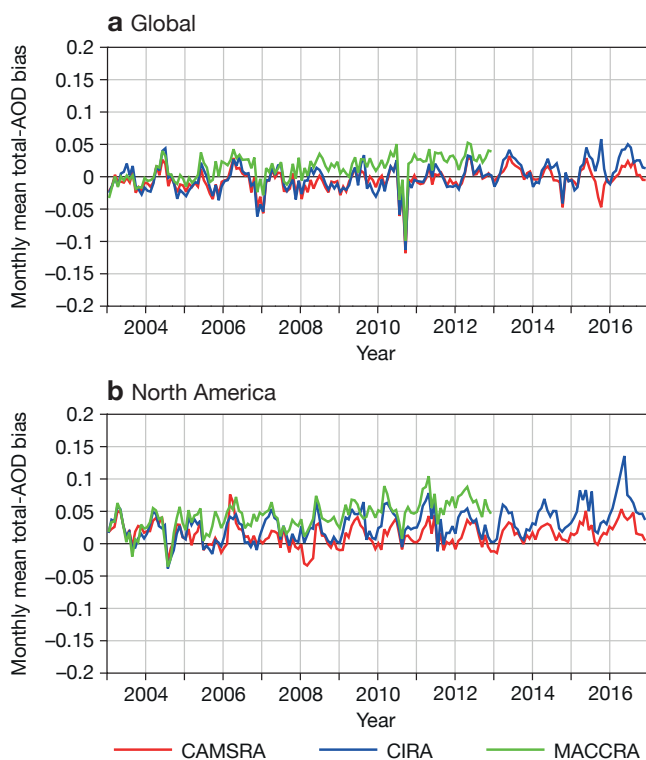 a Global
Monthly mean total-AOD bias
0.2
0.15
0.1
0.05
0
−0.05
−0.1
−0.15
−0.2
2004 2006 2008 2010 2012 2014 2016
Year
b North America
Monthly mean total-AOD bias
0.2
0.15
0.1
0.05
0
−0.05
−0.1
−0.15
−0.2
2004 2006 2008 2010 2012 2014 2016
Year
CAMSRA CIRA MACCRA